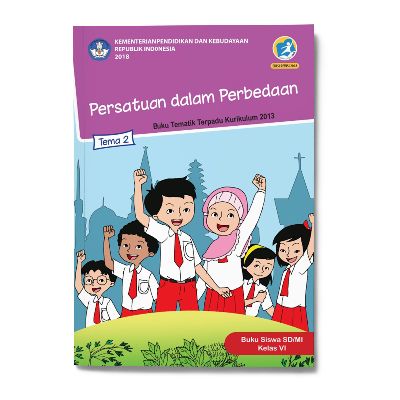 KEMENTERIAN PENDIDIKAN DAN KEBUDAYAAN
REPUBLIK INDONESIA
2018
Persatuan dalam Perbedaan
Buku Tematik Terpadu Kurikulum 2013
Tema 2
Buku Siswa SD/MI
Kelas VI